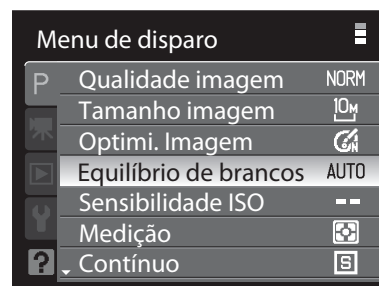 Menu de disparo
P Qualidade imagem NORM
Tamanho imagem 10M
Optimi. Imagem N
Equilíbrio de brancos AUTO
Sensibilidade ISO --
Medição
? Contínuo S